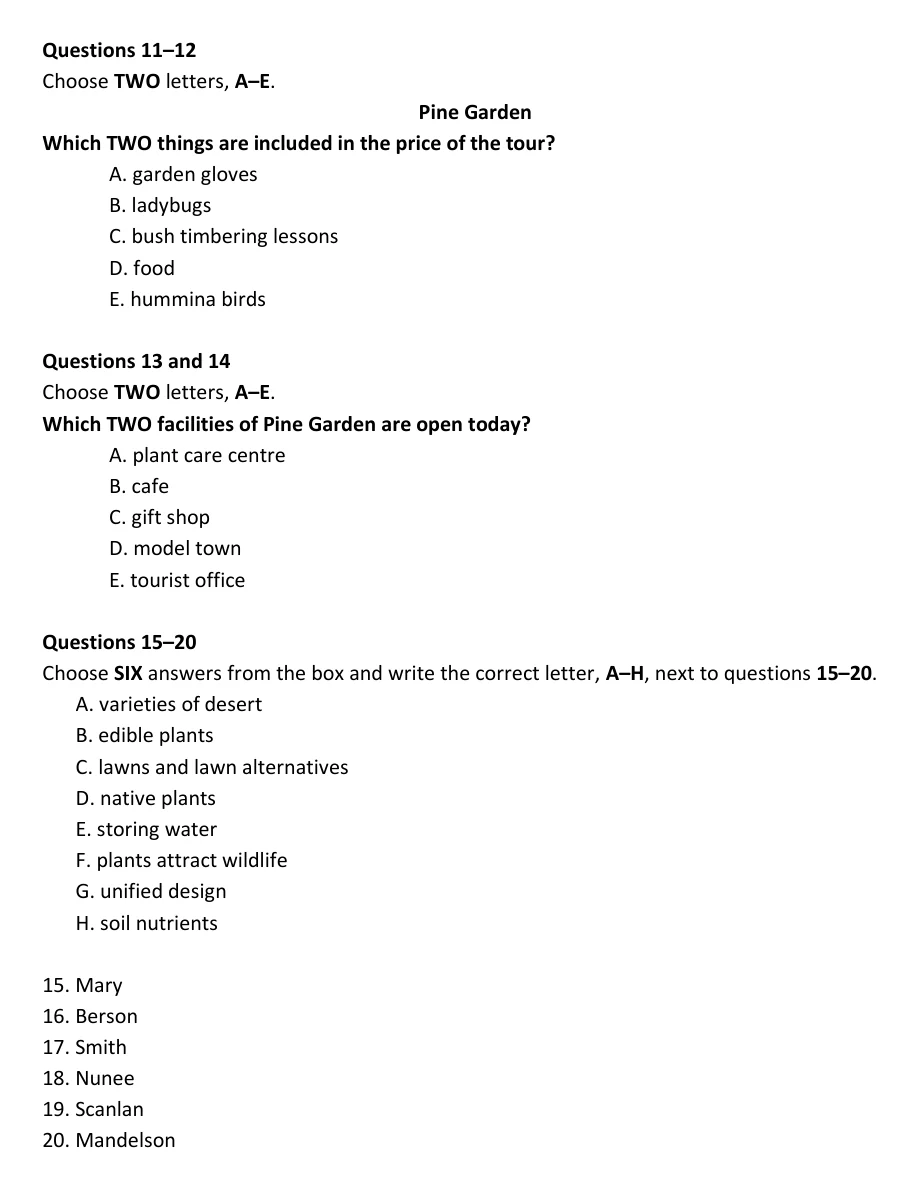 Questions 11–12
Choose TWO letters, A–E.
Pine Garden
Which TWO things are included in the price of the tour?
A. garden gloves
B. ladybugs
C. bush timbering lessons
D. food
E. hummina birds
Questions 13 and 14
Choose TWO letters, A–E.
Which TWO facilities of Pine Garden are open today?
A. plant care centre
B. cafe
C. gift shop
D. model town
E. tourist office
Questions 15–20
Choose SIX answers from the box and write the correct letter, A–H, next to questions 15–20.
A. varieties of desert
B. edible plants
C. lawns and lawn alternatives
D. native plants
E. storing water
F. plants attract wildlife
G. unified design
H. soil nutrients
15. Mary
16. Berson
17. Smith
18. Nunee
19. Scanlan
20. Mandelson